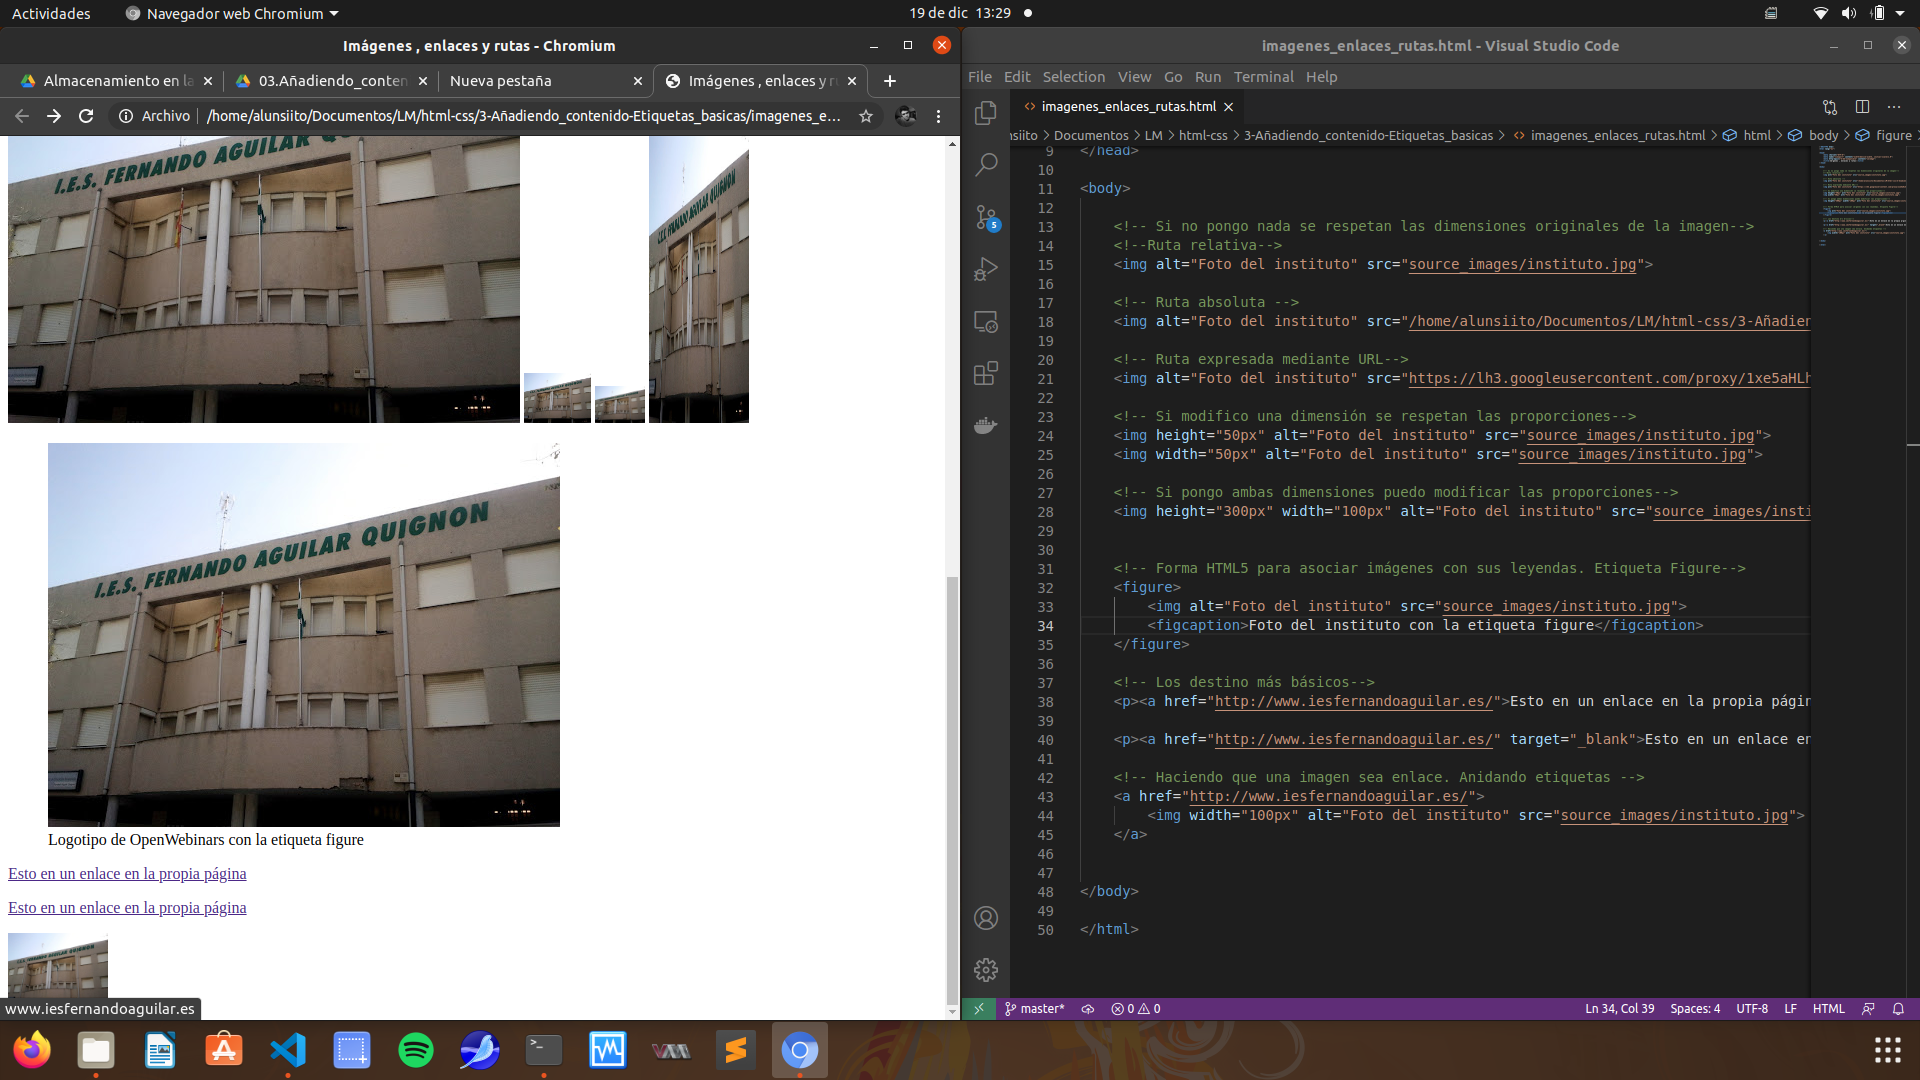 Actividades
Navegador web Chromium
19 de dic 13:29
Imágenes , enlaces y rutas - Chromium
Almacenamiento en la
03.Añadiendo_conten
Nueva pestaña
Imágenes , enlaces y ru
Archivo
/home/alunsiito/Documentos/LM/html-css/3-Añadiendo_contenido-Etiquetas_basicas/imagenes_e…
I.E.S. FERNANDO AGUILAR QU
I.E.S. FERNANDO AGUILAR QUIGNON
I.E.S. FERNANDO AGUILAR QUIGNON
Logotipo de OpenWebinars con la etiqueta figure
Esto en un enlace en la propia página
Esto en un enlace en la propia página
I.E.S. FERNANDO AGUILAR QUIGNON
www.iesfernandoaguilar.es
imagenes_enlaces_rutas.html - Visual Studio Code
File Edit Selection View Go Run Terminal Help
imagenes_enlaces_rutas.html
nsiito > Documentos > LM > html-css > 3-Añadiendo_contenido-Etiquetas_basicas > imagenes_enlaces_rutas.html > html > body > figure
5
9 </head>
10
11 <body>
12
13 <!-- Si no pongo nada se respetan las dimensiones originales de la imagen-->
14 <!--Ruta relativa-->
15 <img alt="Foto del instituto" src="source_images/instituto.jpg">
16
17 <!-- Ruta absoluta -->
18 <img alt="Foto del instituto" src="/home/alunsiito/Documentos/LM/html-css/3-Añadien
19
20 <!-- Ruta expresada mediante URL-->
21 <img alt="Foto del instituto" src="https://lh3.googleusercontent.com/proxy/1xe5aHLh
22
23 <!-- Si modifico una dimensión se respetan las proporciones-->
24 <img height="50px" alt="Foto del instituto" src="source_images/instituto.jpg">
25 <img width="50px" alt="Foto del instituto" src="source_images/instituto.jpg">
26
27 <!-- Si pongo ambas dimensiones puedo modificar las proporciones-->
28 <img height="300px" width="100px" alt="Foto del instituto" src="source_images/insti
29
30
31 <!-- Forma HTML5 para asociar imágenes con sus leyendas. Etiqueta Figure-->
32 <figure>
33 <img alt="Foto del instituto" src="source_images/instituto.jpg">
34 <figcaption>Foto del instituto con la etiqueta figure</figcaption>
35 </figure>
36
37 <!-- Los destino más básicos-->
38 <p><a href="http://www.iesfernandoaguilar.es/">Esto en un enlace en la propia págin
39
40 <p><a href="http://www.iesfernandoaguilar.es/" target="_blank">Esto en un enlace en
41
42 <!-- Haciendo que una imagen sea enlace. Anidando etiquetas -->
43 <a href="http://www.iesfernandoaguilar.es/">
44 <img width="100px" alt="Foto del instituto" src="source_images/instituto.jpg">
45 </a>
46
47
48 </body>
49
50 </html>
master* 0 0 Ln 34, Col 39 Spaces: 4 UTF-8 LF HTML